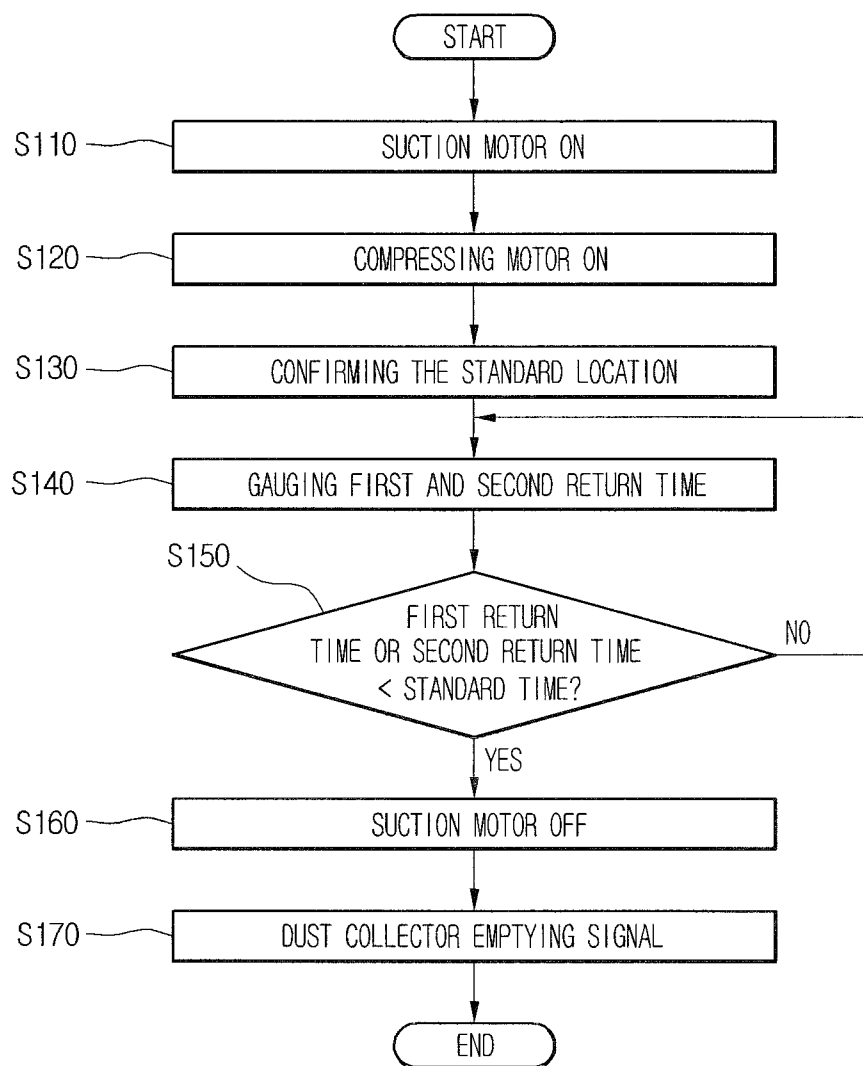 START
S110
SUCTION MOTOR ON
S120
COMPRESSING MOTOR ON
S130
CONFIRMING THE STANDARD LOCATION
S140
GAUGING FIRST AND SECOND RETURN TIME
S150
FIRST RETURN
TIME OR SECOND RETURN TIME
< STANDARD TIME?
NO
YES
S160
SUCTION MOTOR OFF
S170
DUST COLLECTOR EMPTYING SIGNAL
END